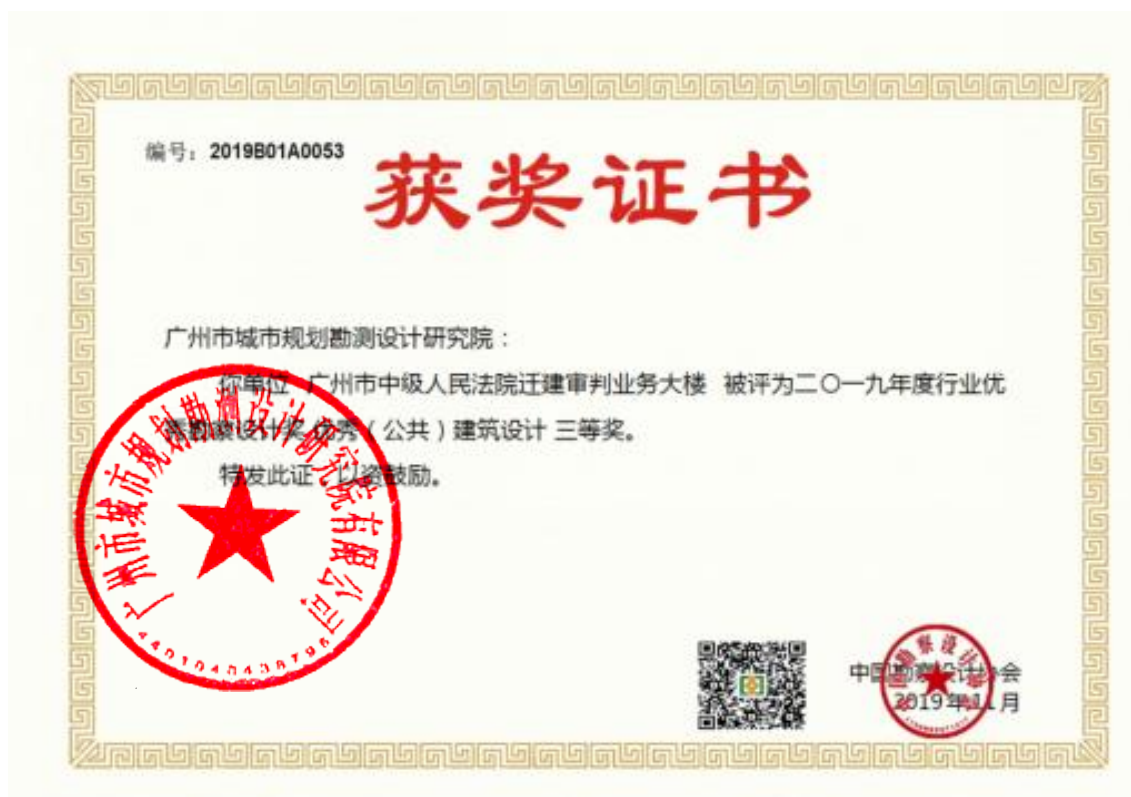 编号：2019B01A0053
获奖证书
广州市城市规划勘测设计研究院：
你单位 广州市中级人民法院迁建审判业务大楼 被评为二〇一九年度行业优
秀勘察设计奖 优秀（公共）建筑设计 三等奖。
特发此证，以资鼓励。
广州市城市规划勘测设计研究院有限公司
中国勘察设计协会
2019年11月